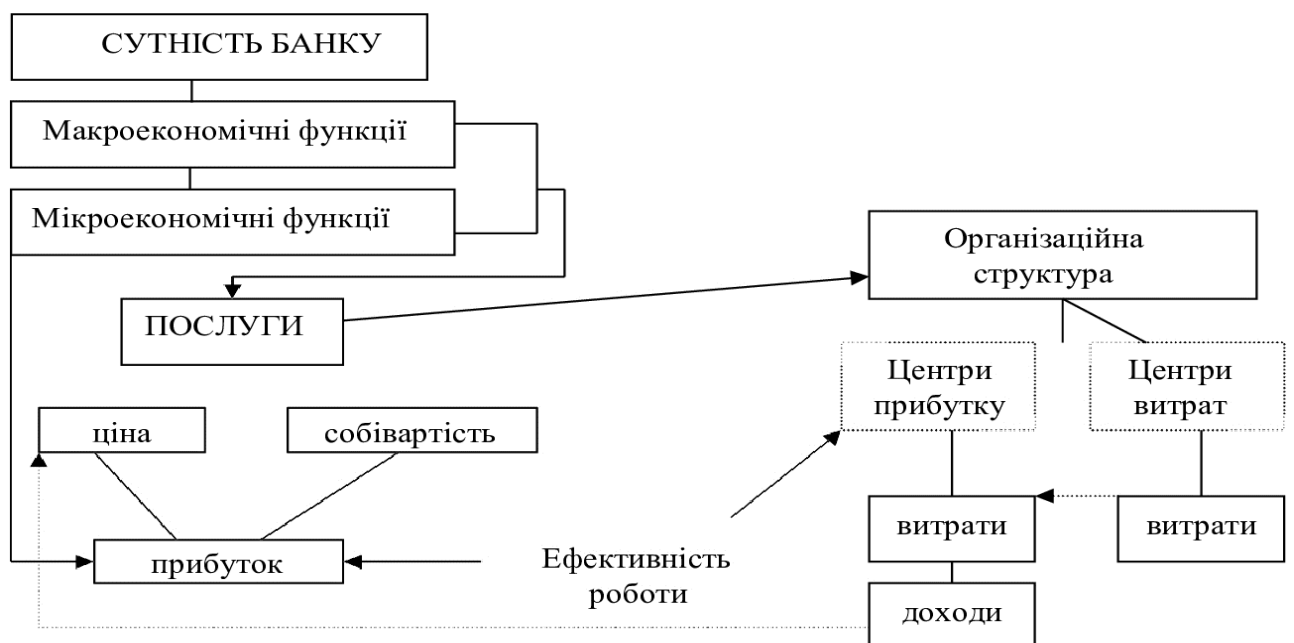 СУТНІСТЬ БАНКУ
Макроекономічні функції
Мікроекономічні функції
Організаційна
структура
ПОСЛУГИ
Центри
прибутку
Центри
витрат
ціна
собівартість
витрати
витрати
прибуток
Ефективність
роботи
доходи